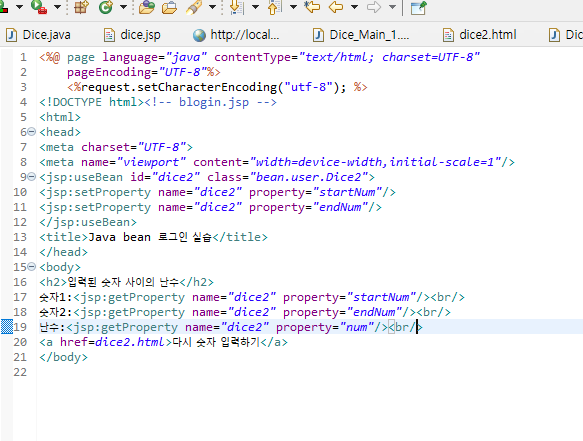 Dice.java dice.jsp http://local... Dice_Main_1.... dice2.html Dic
1 <%@ page language="java" contentType="text/html; charset=UTF-8"
2 pageEncoding="UTF-8"%>
3 <%request.setCharacterEncoding("utf-8"); %>
4 <!DOCTYPE html><!-- blogin.jsp -->
5 <html>
6 <head>
7 <meta charset="UTF-8">
8 <meta name="viewport" content="width=device-width,initial-scale=1"/>
9 <jsp:useBean id="dice2" class="bean.user.Dice2">
10 <jsp:setProperty name="dice2" property="startNum"/>
11 <jsp:setProperty name="dice2" property="endNum"/>
12 </jsp:useBean>
13 <title>Java bean 로그인 실습</title>
14 </head>
15 <body>
16 <h2>입력된 숫자 사이의 난수</h2>
17 숫자1:<jsp:getProperty name="dice2" property="startNum"/><br/>
18 숫자2:<jsp:getProperty name="dice2" property="endNum"/><br/>
19 난수:<jsp:getProperty name="dice2" property="num"/><br/>
20 <a href=dice2.html>다시 숫자 입력하기</a>
21 </body>
22